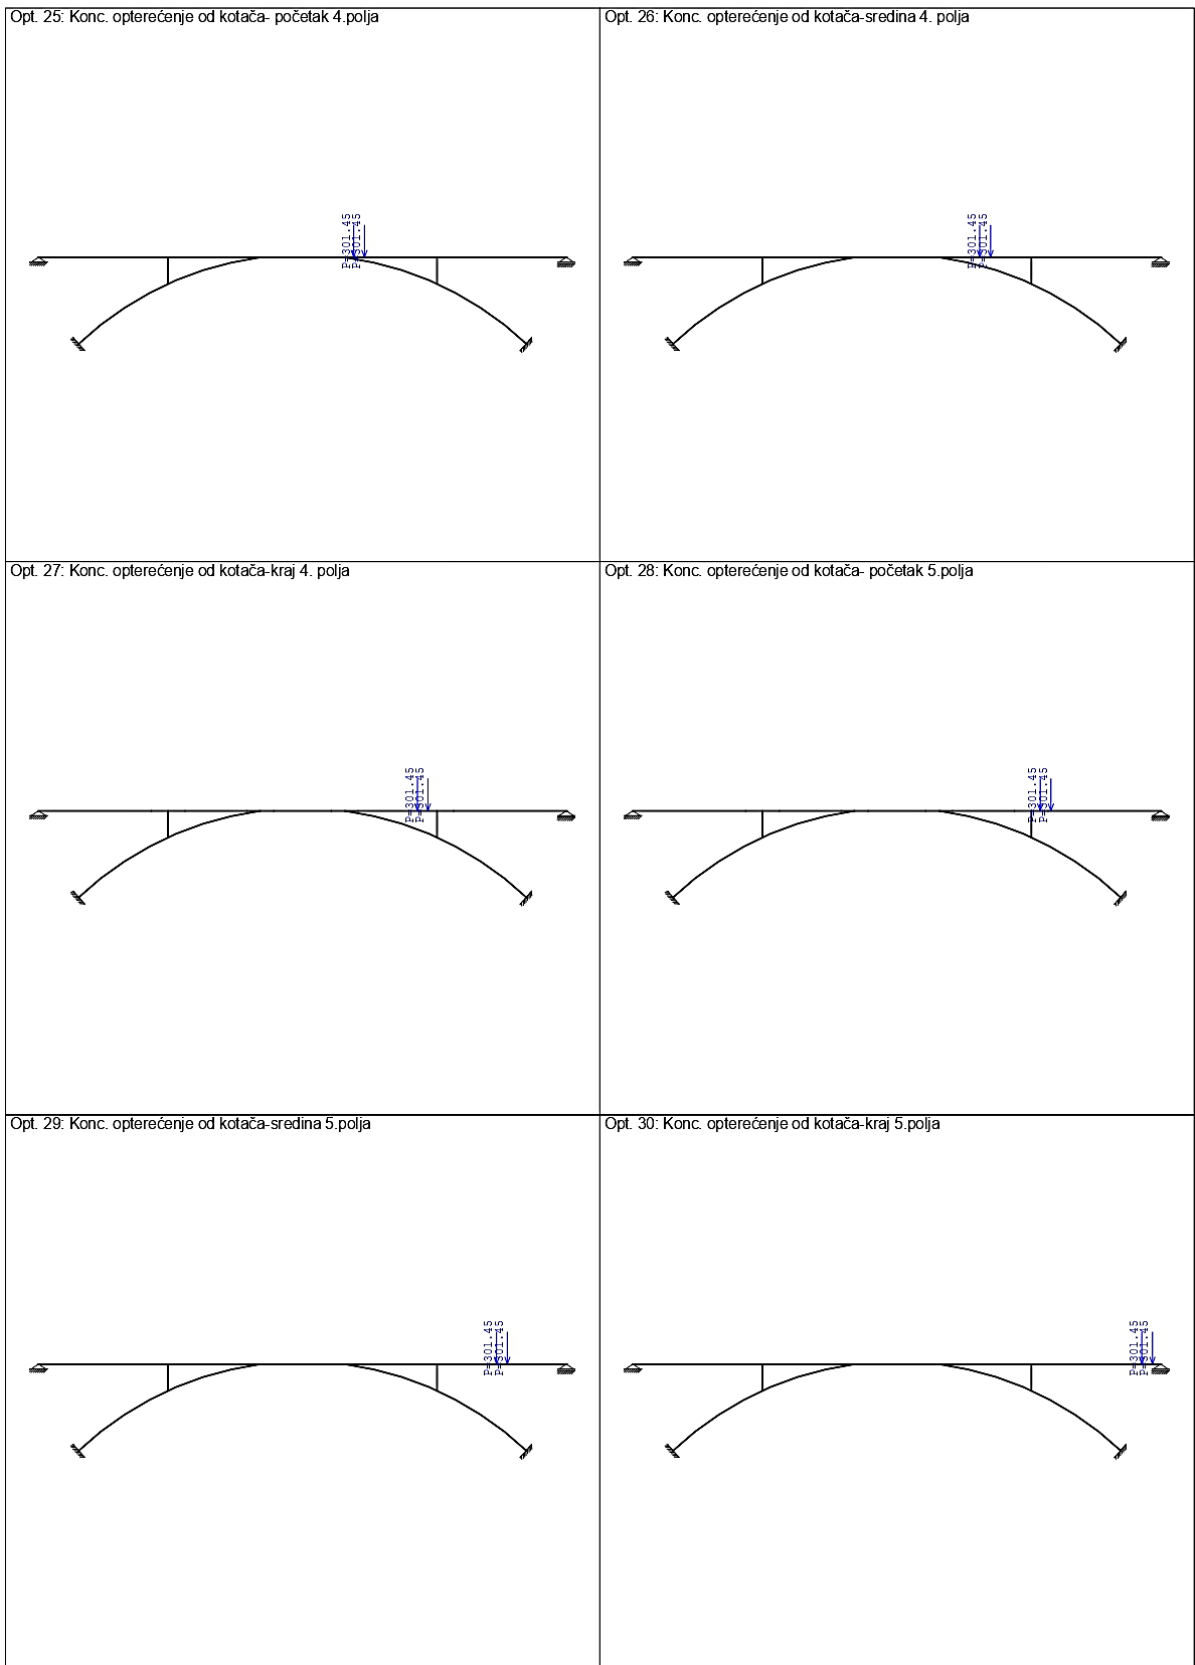 Opt. 25: Konc. opterećenje od kotača- početak 4.polja
P=301.45
P=301.45
Opt. 26: Konc. opterećenje od kotača-sredina 4. polja
P=301.45
P=301.45
Opt. 27: Konc. opterećenje od kotača-kraj 4. polja
P=301.45
P=301.45
Opt. 28: Konc. opterećenje od kotača- početak 5.polja
P=301.45
P=301.45
Opt. 29: Konc. opterećenje od kotača-sredina 5.polja
P=301.45
P=301.45
Opt. 30: Konc. opterećenje od kotača-kraj 5.polja
P=301.45
P=301.45